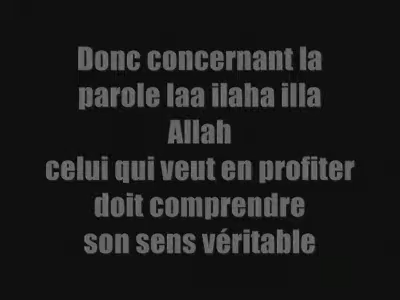 Donc concernant la
parole laa ilaha illa
Allah
celui qui veut en profiter
doit comprendre
son sens véritable